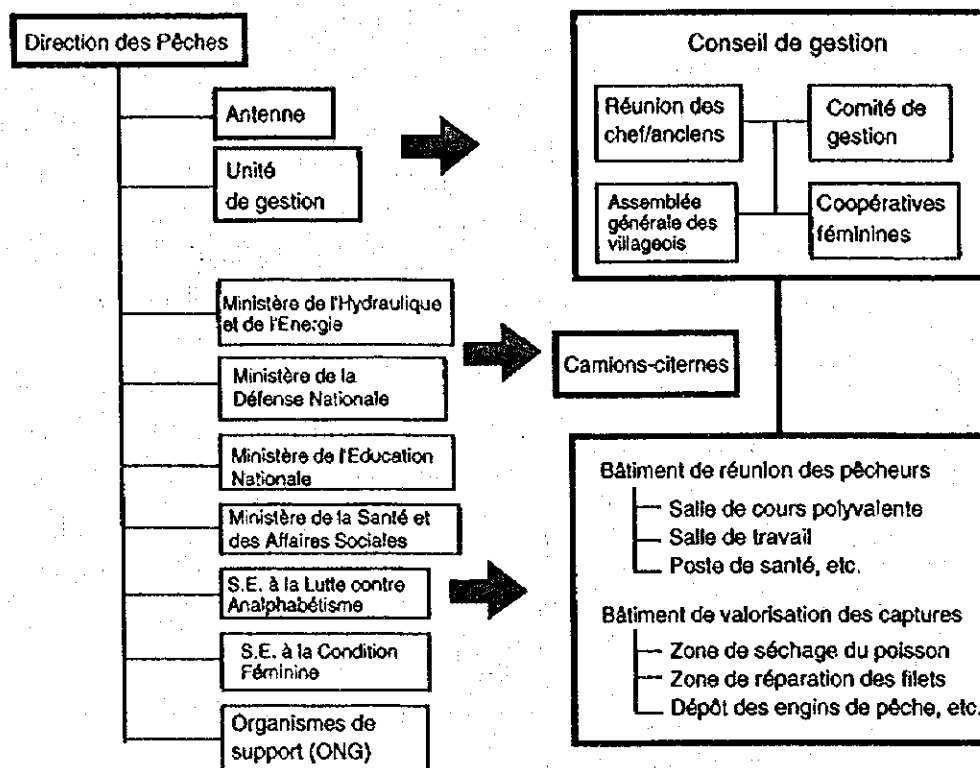 Direction des Pêches
Antenne
Unité
de gestion
Ministère de l'Hydraulique
et de l'Energie
Ministère de la
Défense Nationale
Ministère de l'Education
Nationale
Ministère de la Santé et
des Affaires Sociales
S.E. à la Lutte contre
Analphabétisme
S.E. à la Condition
Féminine
Organismes de
support (ONG)
Conseil de gestion
Réunion des
chef/anciens
Comité de
gestion
Assemblée
générale des
villageois
Coopératives
féminines
Camions-citernes
Bâtiment de réunion des pêcheurs
Salle de cours polyvalente
Salle de travail
Poste de santé, etc.
Bâtiment de valorisation des captures
Zone de séchage du poisson
Zone de réparation des filets
Dépôt des engins de pêche, etc.